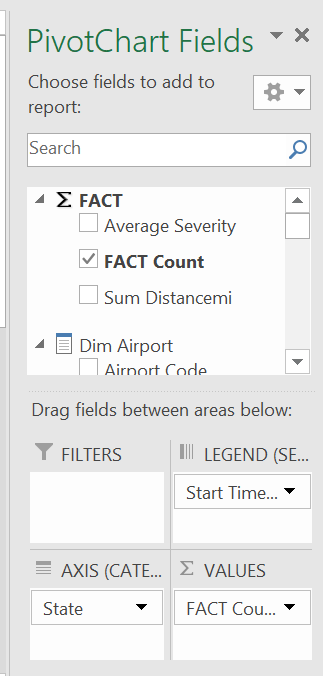 PivotChart Fields
Choose fields to add to
report:
Search
FACT
Average Severity
FACT Count
Sum Distancemi
Dim Airport
Airport Code
Drag fields between areas below:
FILTERS
LEGEND (SE...
Start Time...
AXIS (CATE...
VALUES
State
FACT Cou...